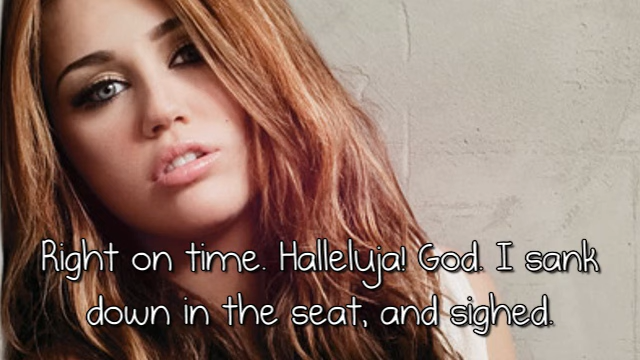 Right on time. Halleluja! God. I sank
down in the seat, and sighed.